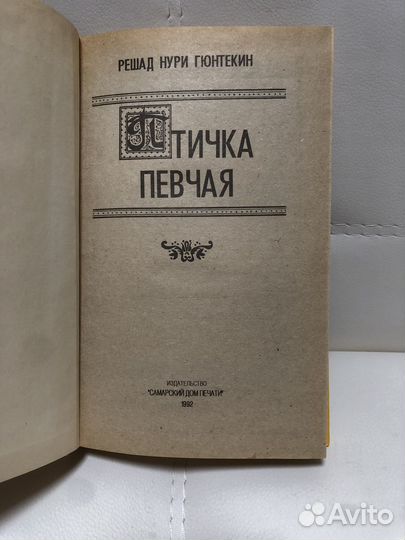 РЕШАД НУРИ ГЮНТЕКИН
ПТИЧКА
ПЕВЧАЯ
ИЗДАТЕЛЬСТВО
"САМАРСКИЙ ДОМ ПЕЧАТИ"
1992
Avito